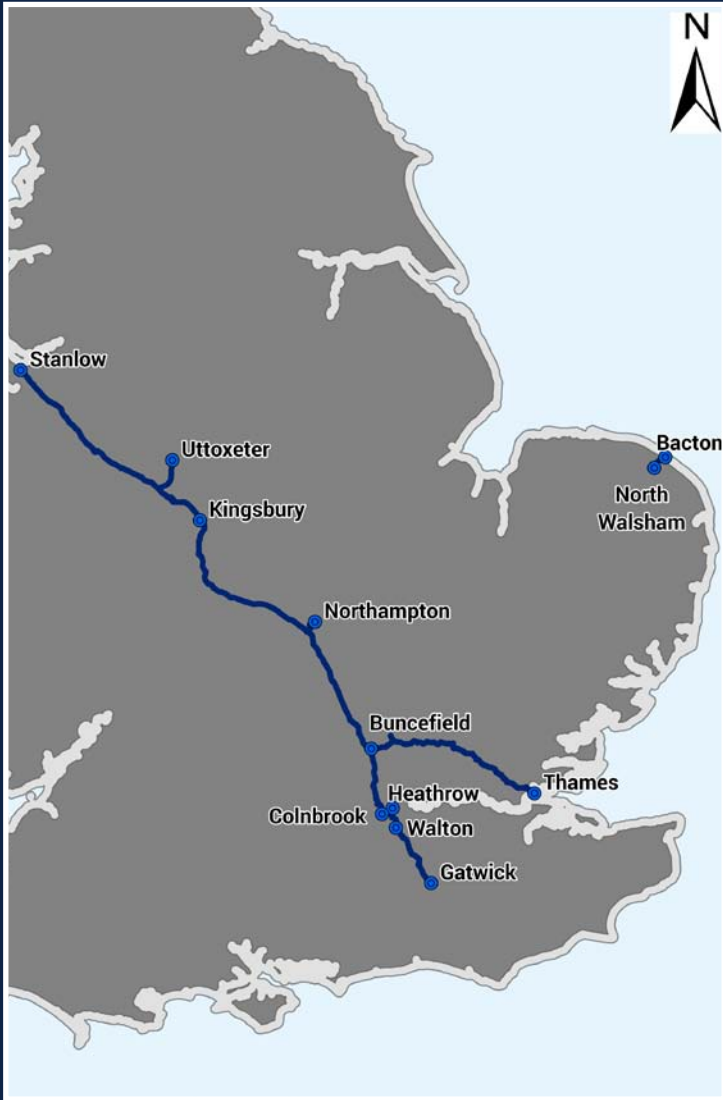 N
Stanlow
Bacton
Uttoxeter
North
Walsham
Kingsbury
Northampton
Buncefield
Thames
Heathrow
Colnbrook
Walton
Gatwick